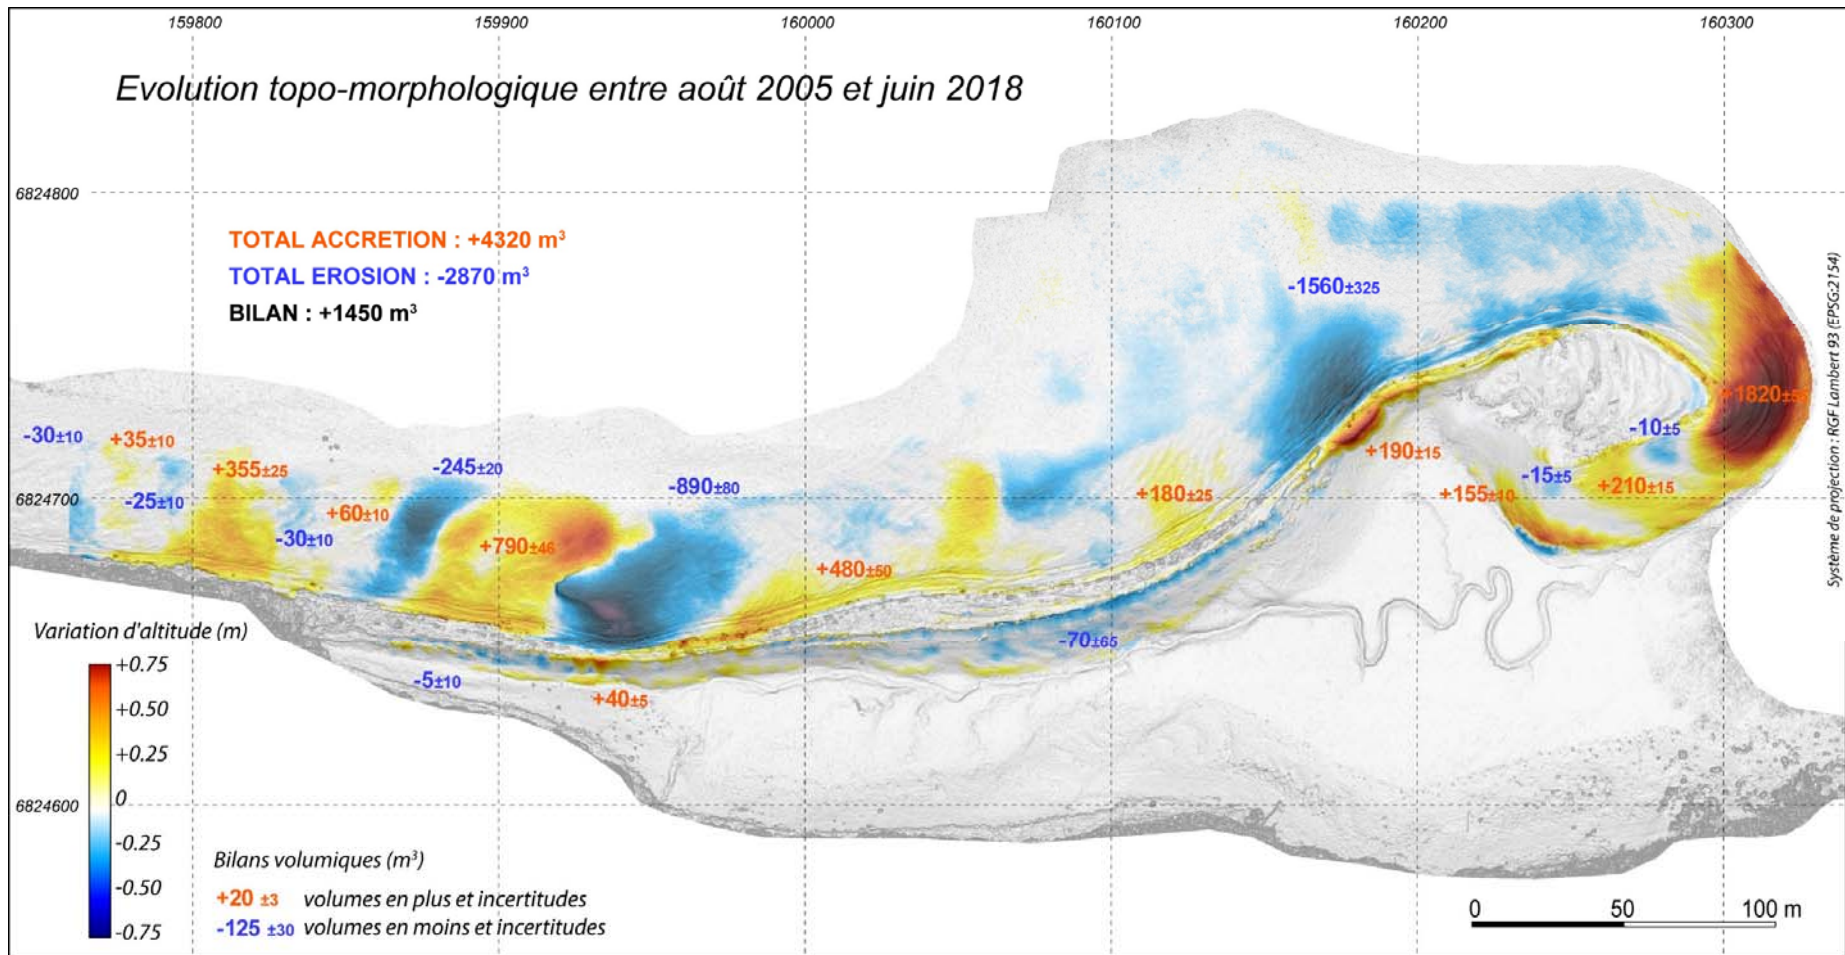 159800 159900 160000 160100 160200 160300
Evolution topo-morphologique entre août 2005 et juin 2018
6824800
TOTAL ACCRETION : +4320 m³
TOTAL EROSION : -2870 m³
BILAN : +1450 m³
-1560±325
Système de projection : RGF Lambert 93 (EPSG:2154)
-30±10
+35±10
+355±25
-245±20
-890±80
+180±25
+190±15
-10±5
-15±5
+210±15
+155±10
6824700
-25±10
+60±10
-30±10
+790±46
+480±50
-70±65
-5±10
+40±5
Variation d'altitude (m)
+0.75
+0.50
+0.25
0
-0.25
-0.50
-0.75
6824600
Bilans volumiques (m³)
+20 ±3 volumes en plus et incertitudes
-125 ±30 volumes en moins et incertitudes
0 50 100 m